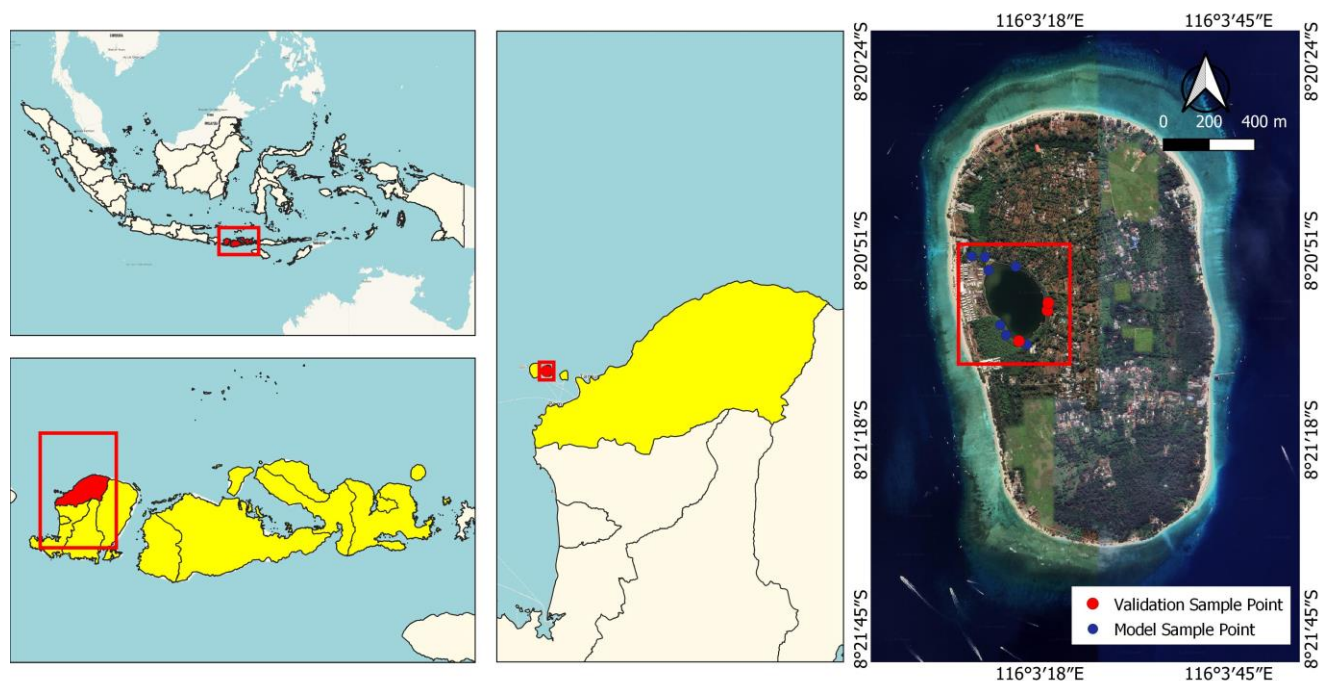 116°3′18″E 116°3′45″E
8°20′24″S 8°20′24″S
0 200 400 m
8°20′51″S 8°20′51″S
8°21′18″S 8°21′18″S
8°21′45″S 8°21′45″S
Validation Sample Point
Model Sample Point
116°3′18″E 116°3′45″E